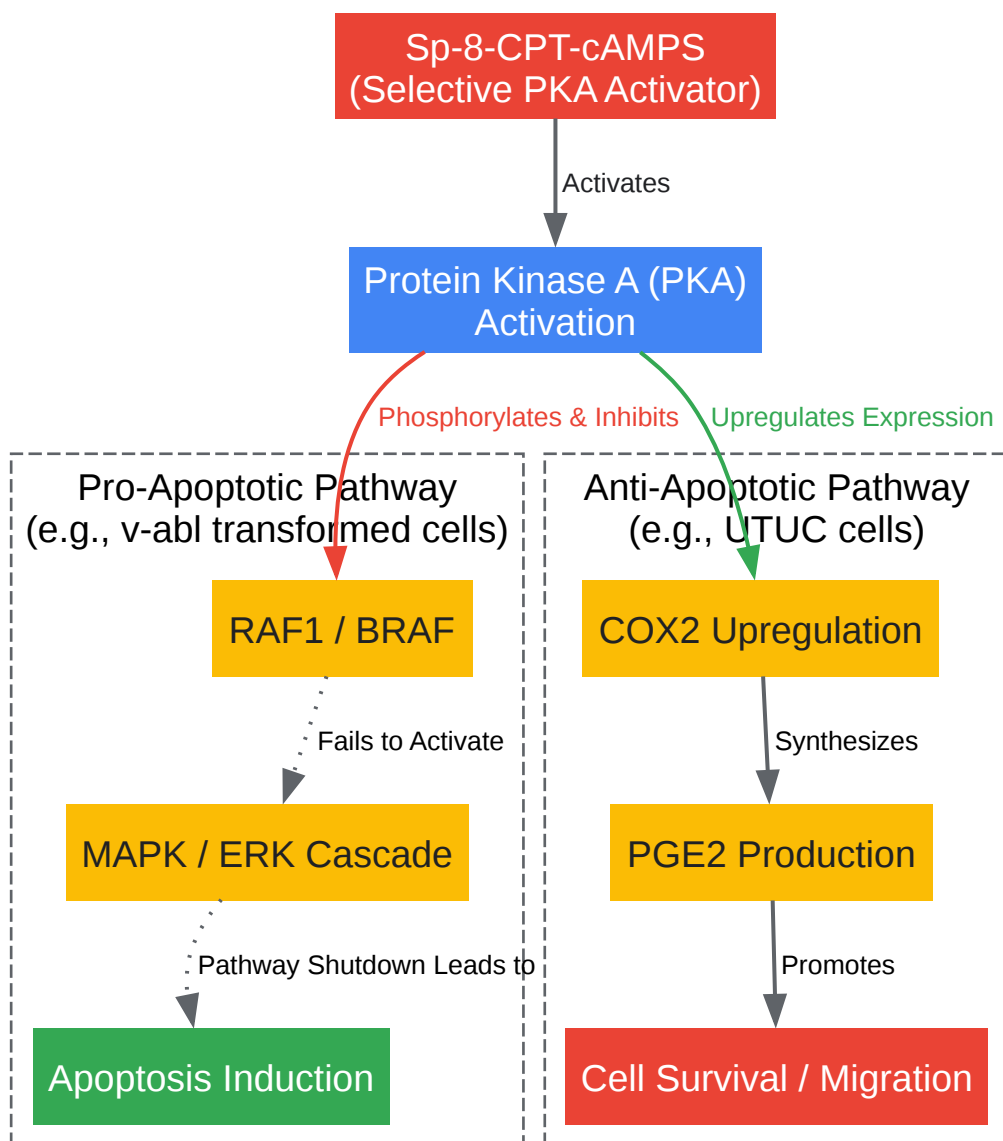 Sp-8-CPT-cAMPS
(Selective PKA Activator)
Activates
Protein Kinase A (PKA)
Activation
Phosphorylates & Inhibits
Upregulates Expression
Pro-Apoptotic Pathway
(e.g., v-abl transformed cells)
RAF1 / BRAF
Fails to Activate
MAPK / ERK Cascade
Pathway Shutdown Leads to
Apoptosis Induction
Anti-Apoptotic Pathway
(e.g., UTUC cells)
COX2 Upregulation
Synthesizes
PGE2 Production
Promotes
Cell Survival / Migration